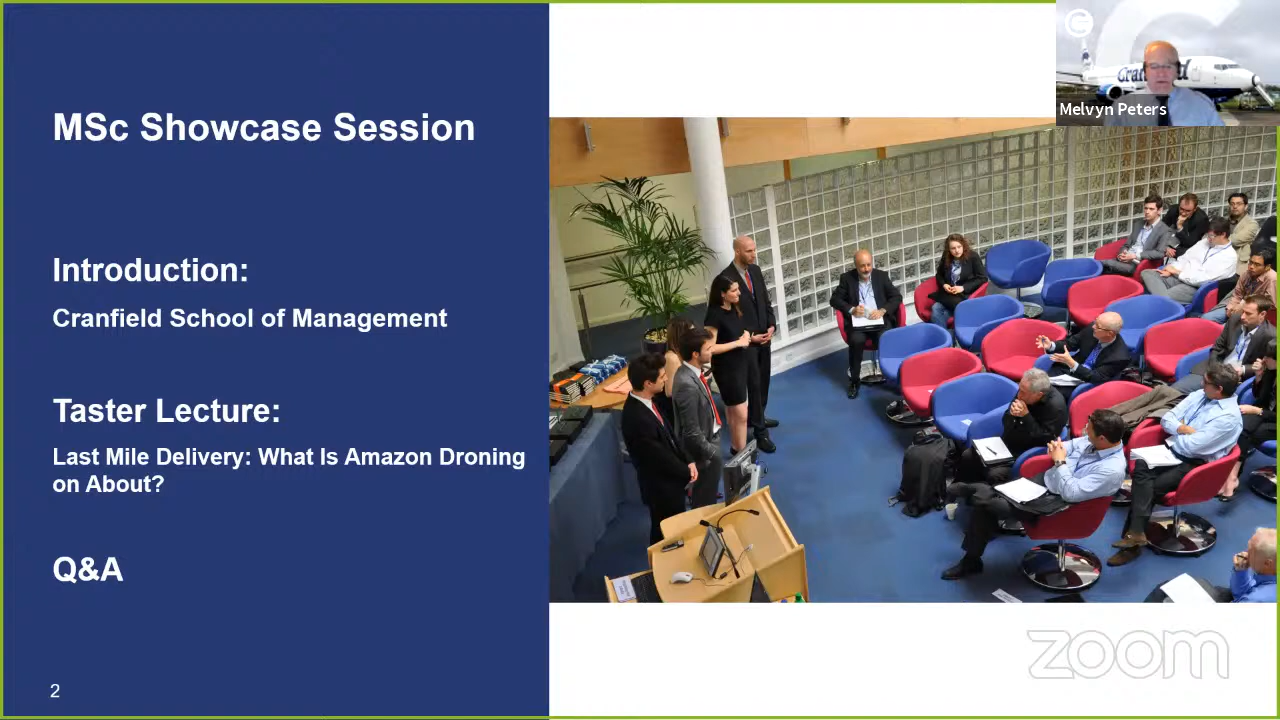 MSc Showcase Session
Introduction:
Cranfield School of Management
Taster Lecture:
Last Mile Delivery: What Is Amazon Droning
on About?
Q&A
2
Melvyn Peters
zoom